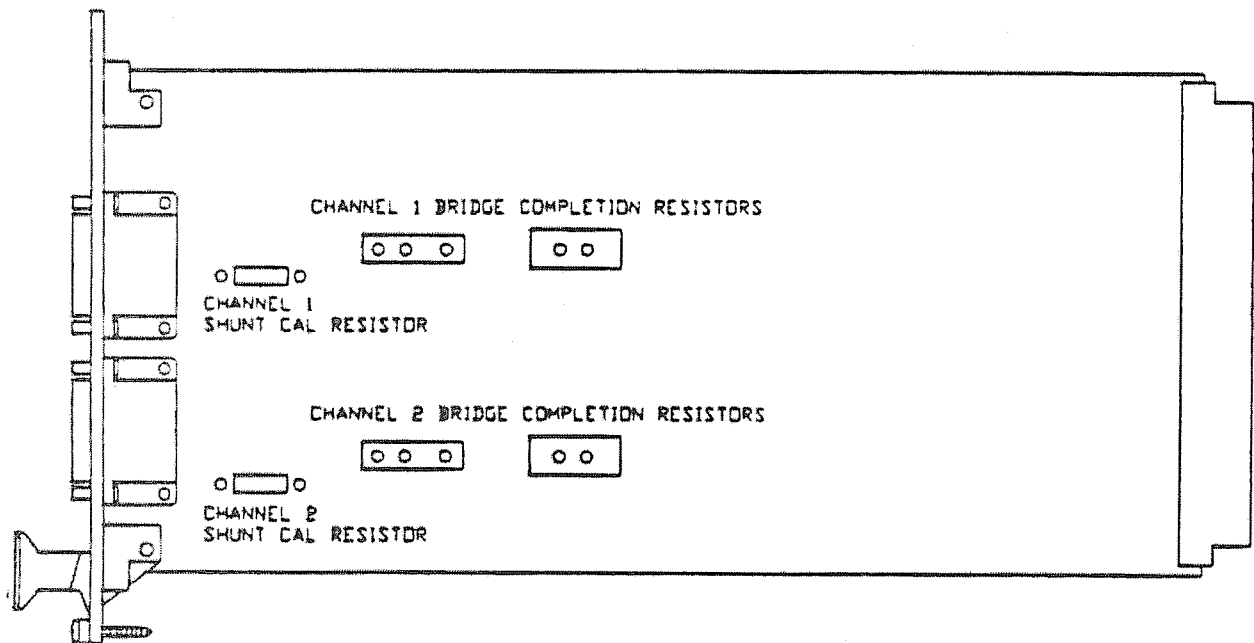 CHANNEL 1 BRIDGE COMPLETION RESISTORS
CHANNEL 1
SHUNT CAL RESISTOR
CHANNEL 2 BRIDGE COMPLETION RESISTORS
CHANNEL 2
SHUNT CAL RESISTOR